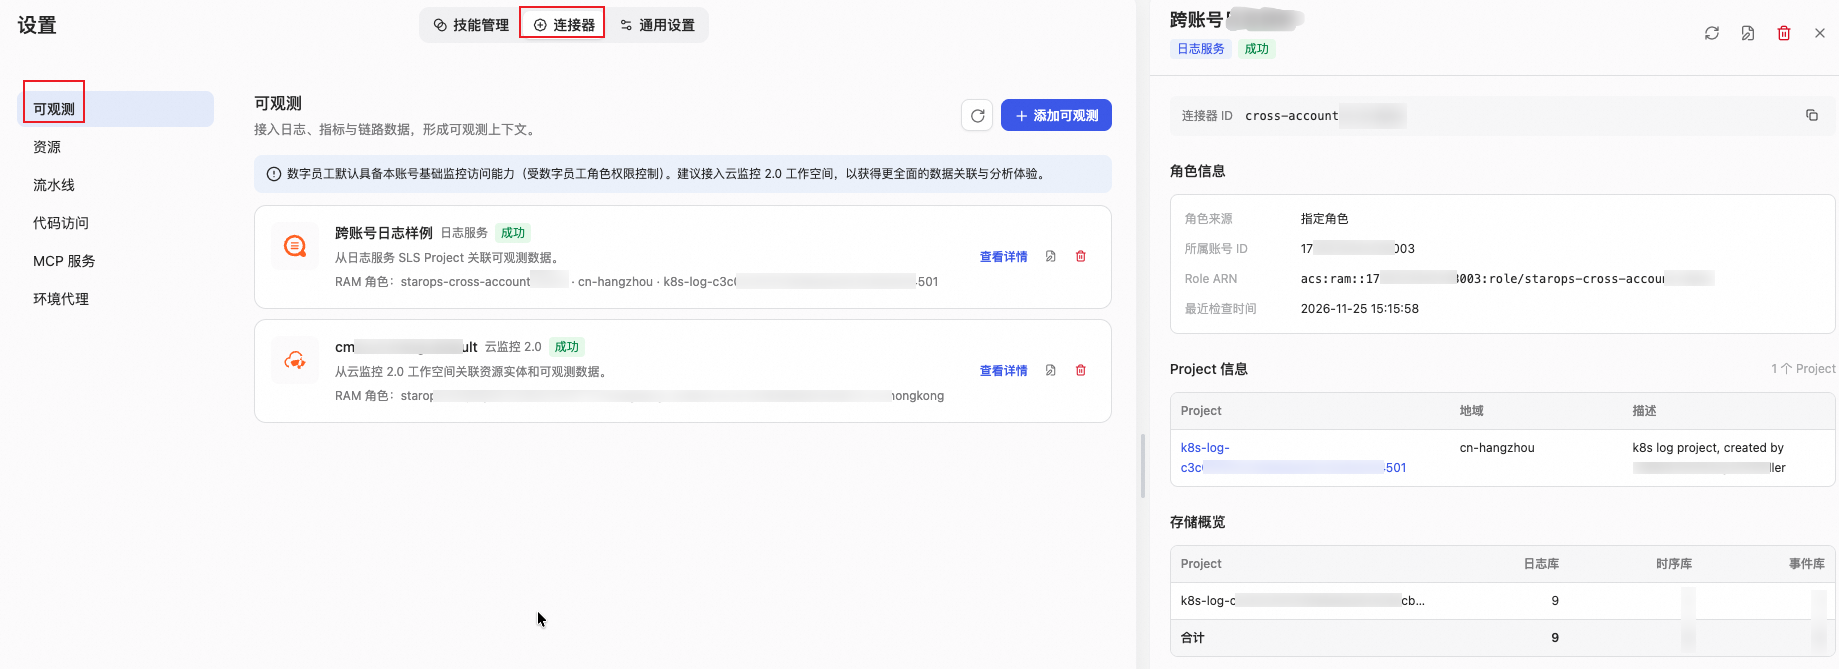 设置
技能管理
连接器
通用设置
可观测
资源
流水线
代码访问
MCP 服务
环境代理
可观测
接入日志、指标与链路数据，形成可观测上下文。
添加可观测
数字员工默认具备本账号基础监控访问能力（受数字员工角色权限控制）。建议接入云监控 2.0 工作空间，以获得更全面的数据关联与分析体验。
跨账号日志样例 日志服务 成功
从日志服务 SLS Project 关联可观测数据。
RAM 角色：starops-cross-account · cn-hangzhou · k8s-log-c3c 501
查看详情
cm ult 云监控 2.0 成功
从云监控 2.0 工作空间关联资源实体和可观测数据。
RAM 角色：starop ongkong
查看详情
跨账号
日志服务 成功
连接器 ID cross-account
角色信息
角色来源 指定角色
所属账号 ID 17 003
Role ARN acs:ram::17 003:role/starops-cross-accou
最近检查时间 2026-11-25 15:15:58
Project 信息 1 个 Project
Project 地域 描述
k8s-log- cn-hangzhou k8s log project, created by
c3c 501 ller
存储概览
Project 日志库 时序库 事件库
k8s-log-c cb... 9
合计 9